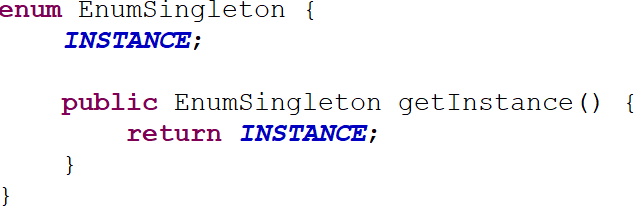 enum EnumSingleton {
    INSTANCE;
    public EnumSingleton getInstance() {
        return INSTANCE;
    }
}